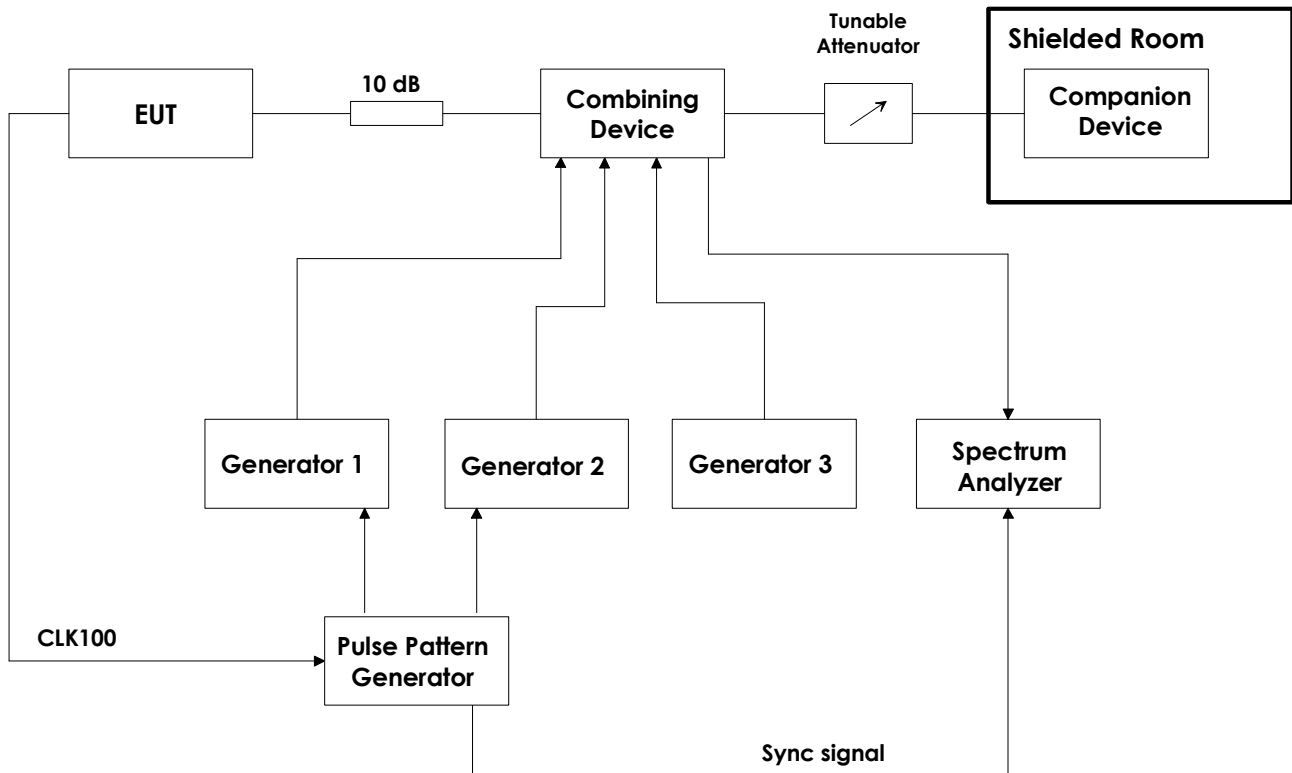 Tunable
Attenuator
Shielded Room
EUT
10 dB
Combining
Device
Companion
Device
Generator 1
Generator 2
Generator 3
Spectrum
Analyzer
CLK100
Pulse Pattern
Generator
Sync signal